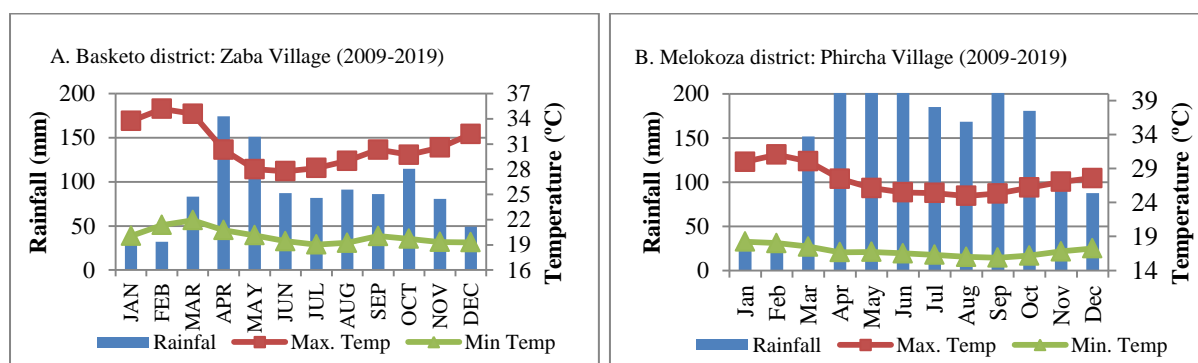 A. Basketo district: Zaba Village (2009-2019)
200
150
100
50
0
Rainfall (mm)
37
34
31
28
25
22
19
16
Temperature (ºC)
JAN
FEB
MAR
APR
MAY
JUN
JUL
AUG
SEP
OCT
NOV
DEC
Rainfal
Max. Temp
Min Temp
B. Melokoza district: Phircha Village (2009-2019)
200
150
100
50
0
Rainfall (mm)
39
34
29
24
19
14
Temperature (ºC)
Jan
Feb
Mar
Apr
May
Jun
Jul
Aug
Sep
Oct
Nov
Dec
Rainfall
Max. Temp
Min. Temp